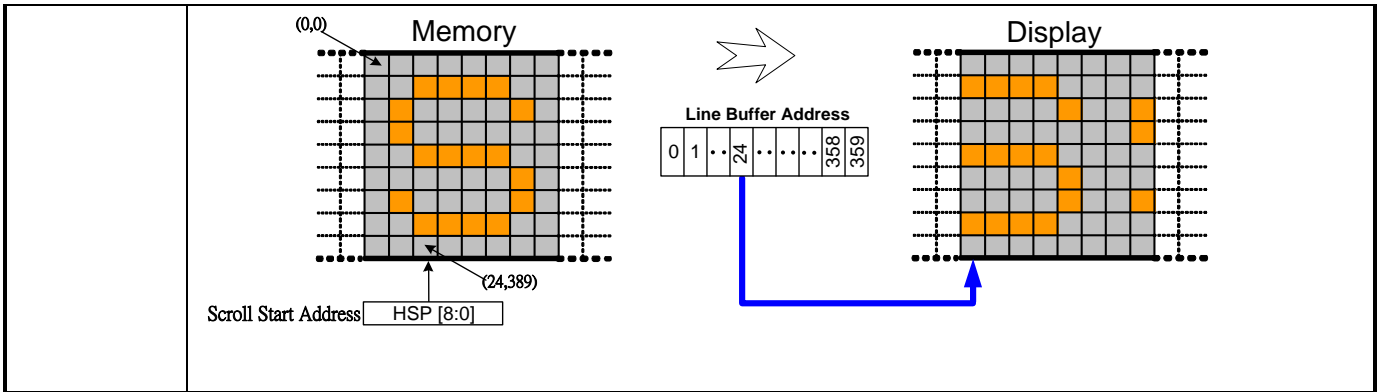 (0,0)
Memory
Display
Line Buffer Address
0 1 ·· 24 ······ 358 359
(24,389)
Scroll Start Address HSP [8:0]